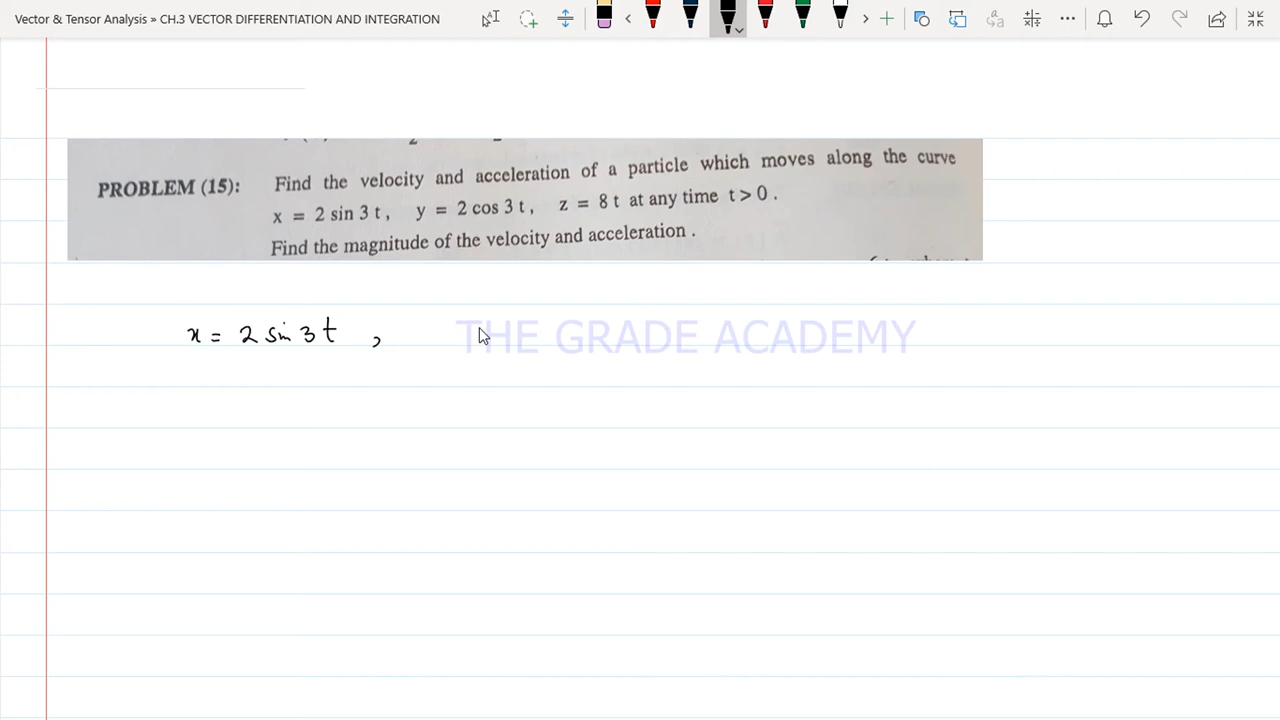 Vector & Tensor Analysis » CH.3 VECTOR DIFFERENTIATION AND INTEGRATION
PROBLEM (15): Find the velocity and acceleration of a particle which moves along the curve
x = 2 sin 3 t , y = 2 cos 3 t , z = 8 t at any time t > 0 .
Find the magnitude of the velocity and acceleration .
x = 2 sin 3 t ,
THE GRADE ACADEMY